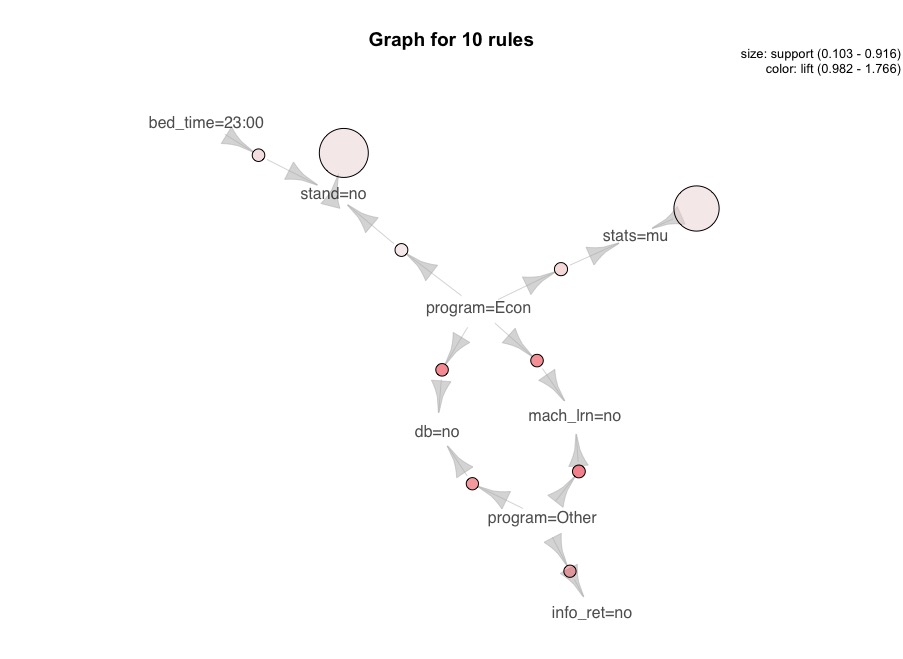 Graph for 10 rules
size: support (0.103 - 0.916)
color: lift (0.982 - 1.766)
bed_time=23:00
stand=no
stats=mu
program=Econ
mach_lrn=no
db=no
program=Other
info_ret=no